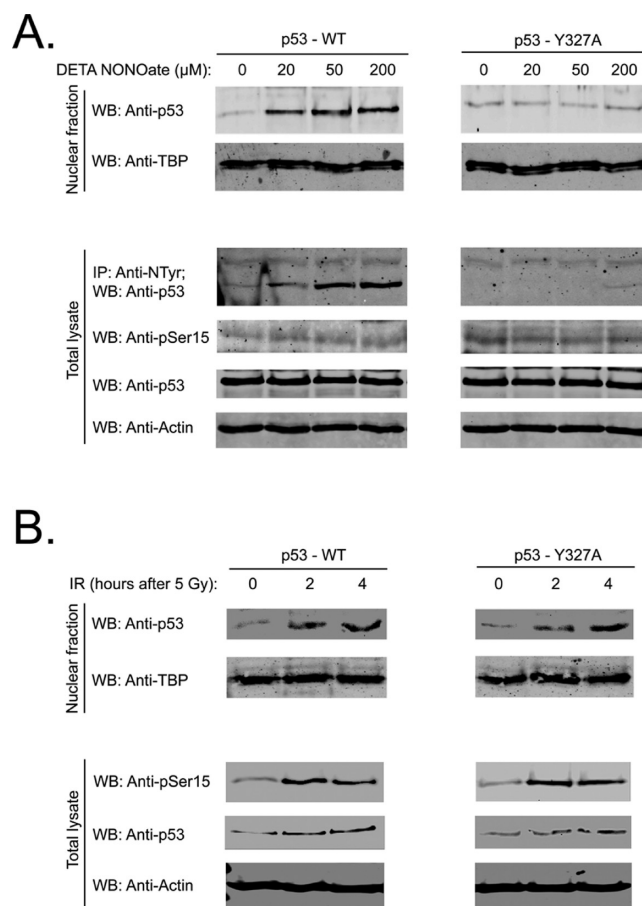 A.
p53 - WT p53 - Y327A
DETA NONOate (µM): 0 20 50 200 0 20 50 200
Nuclear fraction
WB: Anti-p53
WB: Anti-TBP
Total lysate
IP: Anti-NTyr;
WB: Anti-p53
WB: Anti-pSer15
WB: Anti-p53
WB: Anti-Actin
B.
p53 - WT p53 - Y327A
IR (hours after 5 Gy): 0 2 4 0 2 4
Nuclear fraction
WB: Anti-p53
WB: Anti-TBP
Total lysate
WB: Anti-pSer15
WB: Anti-p53
WB: Anti-Actin